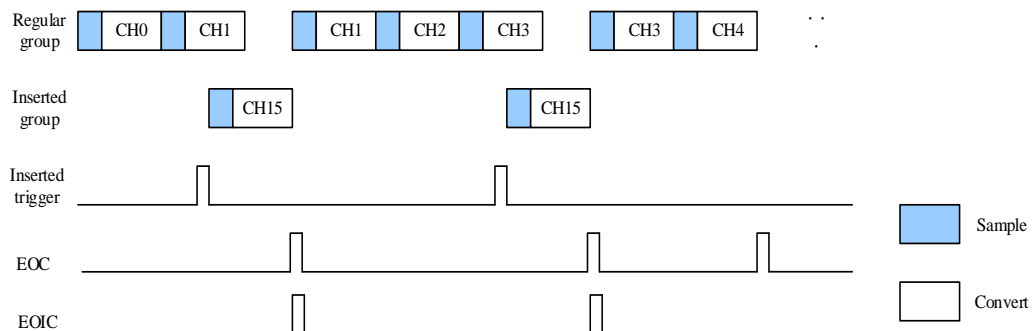 Regular
group
CH0
CH1
CH1
CH2
CH3
CH3
CH4
. .
.
Inserted
group
CH15
CH15
Inserted
trigger
Sample
EOC
Convert
EOIC